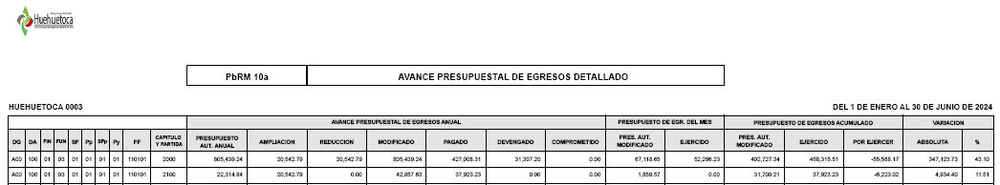 Huehuetoca
PbRM 10a AVANCE PRESUPUESTAL DE EGRESOS DETALLADO
HUEHUETOCA 0003 DEL 1 DE ENERO AL 30 DE JUNIO DE 2024
AVANCE PRESUPUESTAL DE EGRESOS ANUAL PRESUPUESTO DE EGR. DEL MES PRESUPUESTO DE EGRESOS ACUMULADO VARIACION
DG DA FIN FUN SF Pp SPp Py FF CAPITULO Y PARTIDA PRESUPUESTO AUT. ANUAL AMPLIACION REDUCCION MODIFICADO PAGADO DEVENGADO COMPROMETIDO PRES. AUT. MODIFICADO EJERCIDO PRES. AUT. MODIFICADO EJERCIDO POR EJERCER ABSOLUTA %
A00 100 01 03 01 01 01 01 110101 2000 805,439.24 20,542.79 20,542.79 805,439.24 427,008.31 31,307.20 0.00 67,118.65 52,296.23 402,727.34 458,315.51 -55,588.17 347,123.73 43.10
A00 100 01 03 01 01 01 01 110101 2100 22,314.84 20,542.79 0.00 42,857.63 37,923.23 0.00 0.00 1,859.57 0.00 31,700.21 37,923.23 -6,223.02 4,934.40 11.51